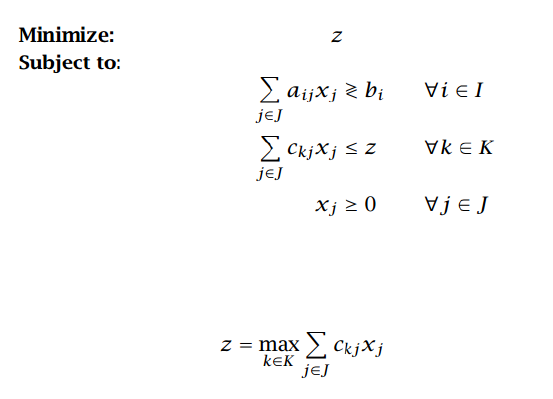 Minimize: z
Subject to:
∑_{j∈J} a_{ij}x_j ≷ b_i ∀i ∈ I
∑_{j∈J} c_{kj}x_j ≤ z ∀k ∈ K
x_j ≥ 0 ∀j ∈ J
z = max_{k∈K} ∑_{j∈J} c_{kj}x_j